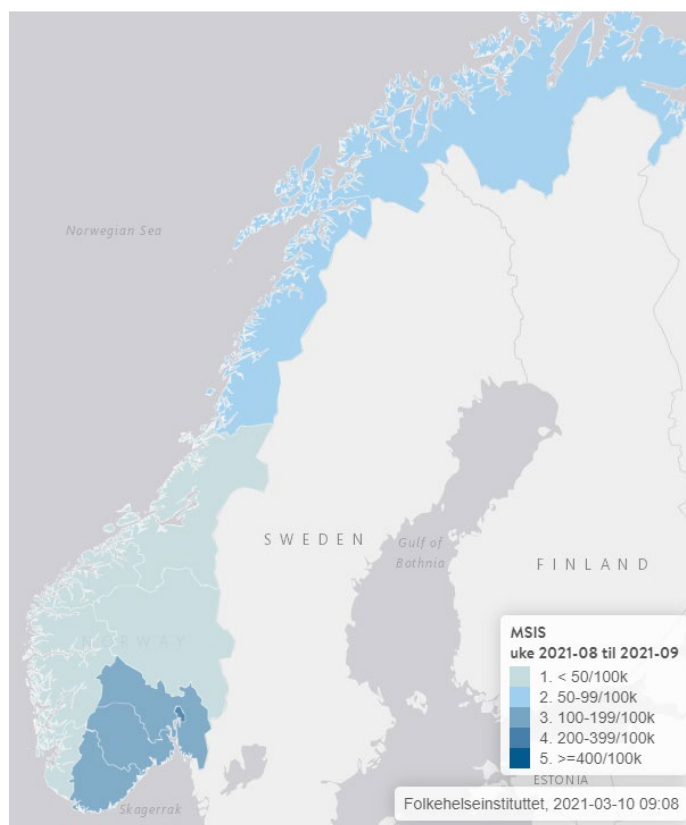 Norwegian Sea
SWEDEN
Gulf of
Bothnia
FINLAND
NORWAY
MSIS
uke 2021-08 til 2021-09
1. < 50/100k
2. 50-99/100k
3. 100-199/100k
4. 200-399/100k
5. >=400/100k
ESTONIA
Skagerrak
Folkehelseinstituttet, 2021-03-10 09:08